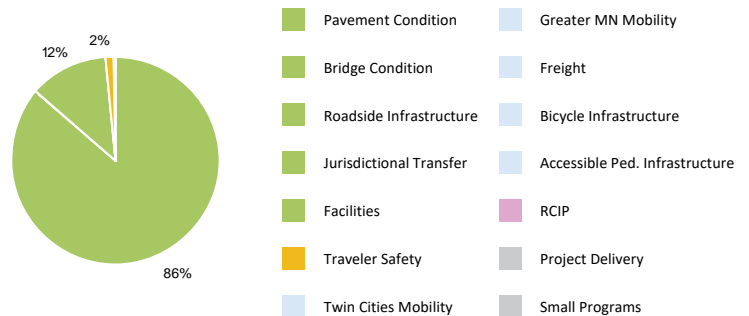 2%
12%
86%
Pavement Condition
Bridge Condition
Roadside Infrastructure
Jurisdictional Transfer
Facilities
Traveler Safety
Twin Cities Mobility
Greater MN Mobility
Freight
Bicycle Infrastructure
Accessible Ped. Infrastructure
RCIP
Project Delivery
Small Programs